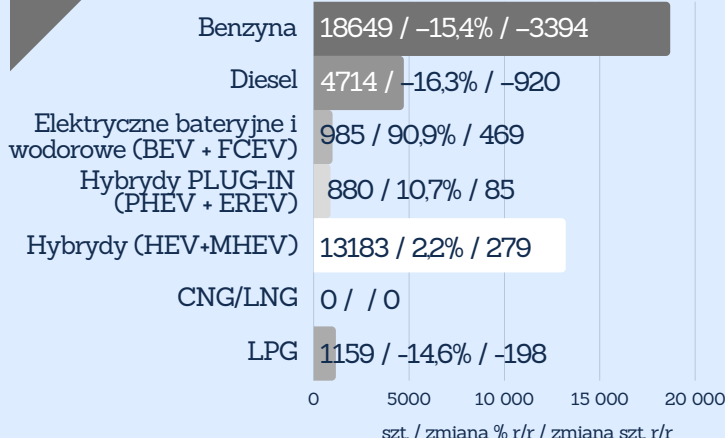 Benzyna 18649 / –15,4% / –3394
Diesel 4714 / –16,3% / –920
Elektryczne bateryjne i
wodorowe (BEV + FCEV) 985 / 90,9% / 469
Hybrydy PLUG-IN
(PHEV + EREV) 880 / 10,7% / 85
Hybrydy (HEV+MHEV) 13183 / 2,2% / 279
CNG/LNG 0 / / 0
LPG 1159 / -14,6% / -198
0 5000 10 000 15 000 20 000
szt. / zmiana % r/r / zmiana szt. r/r